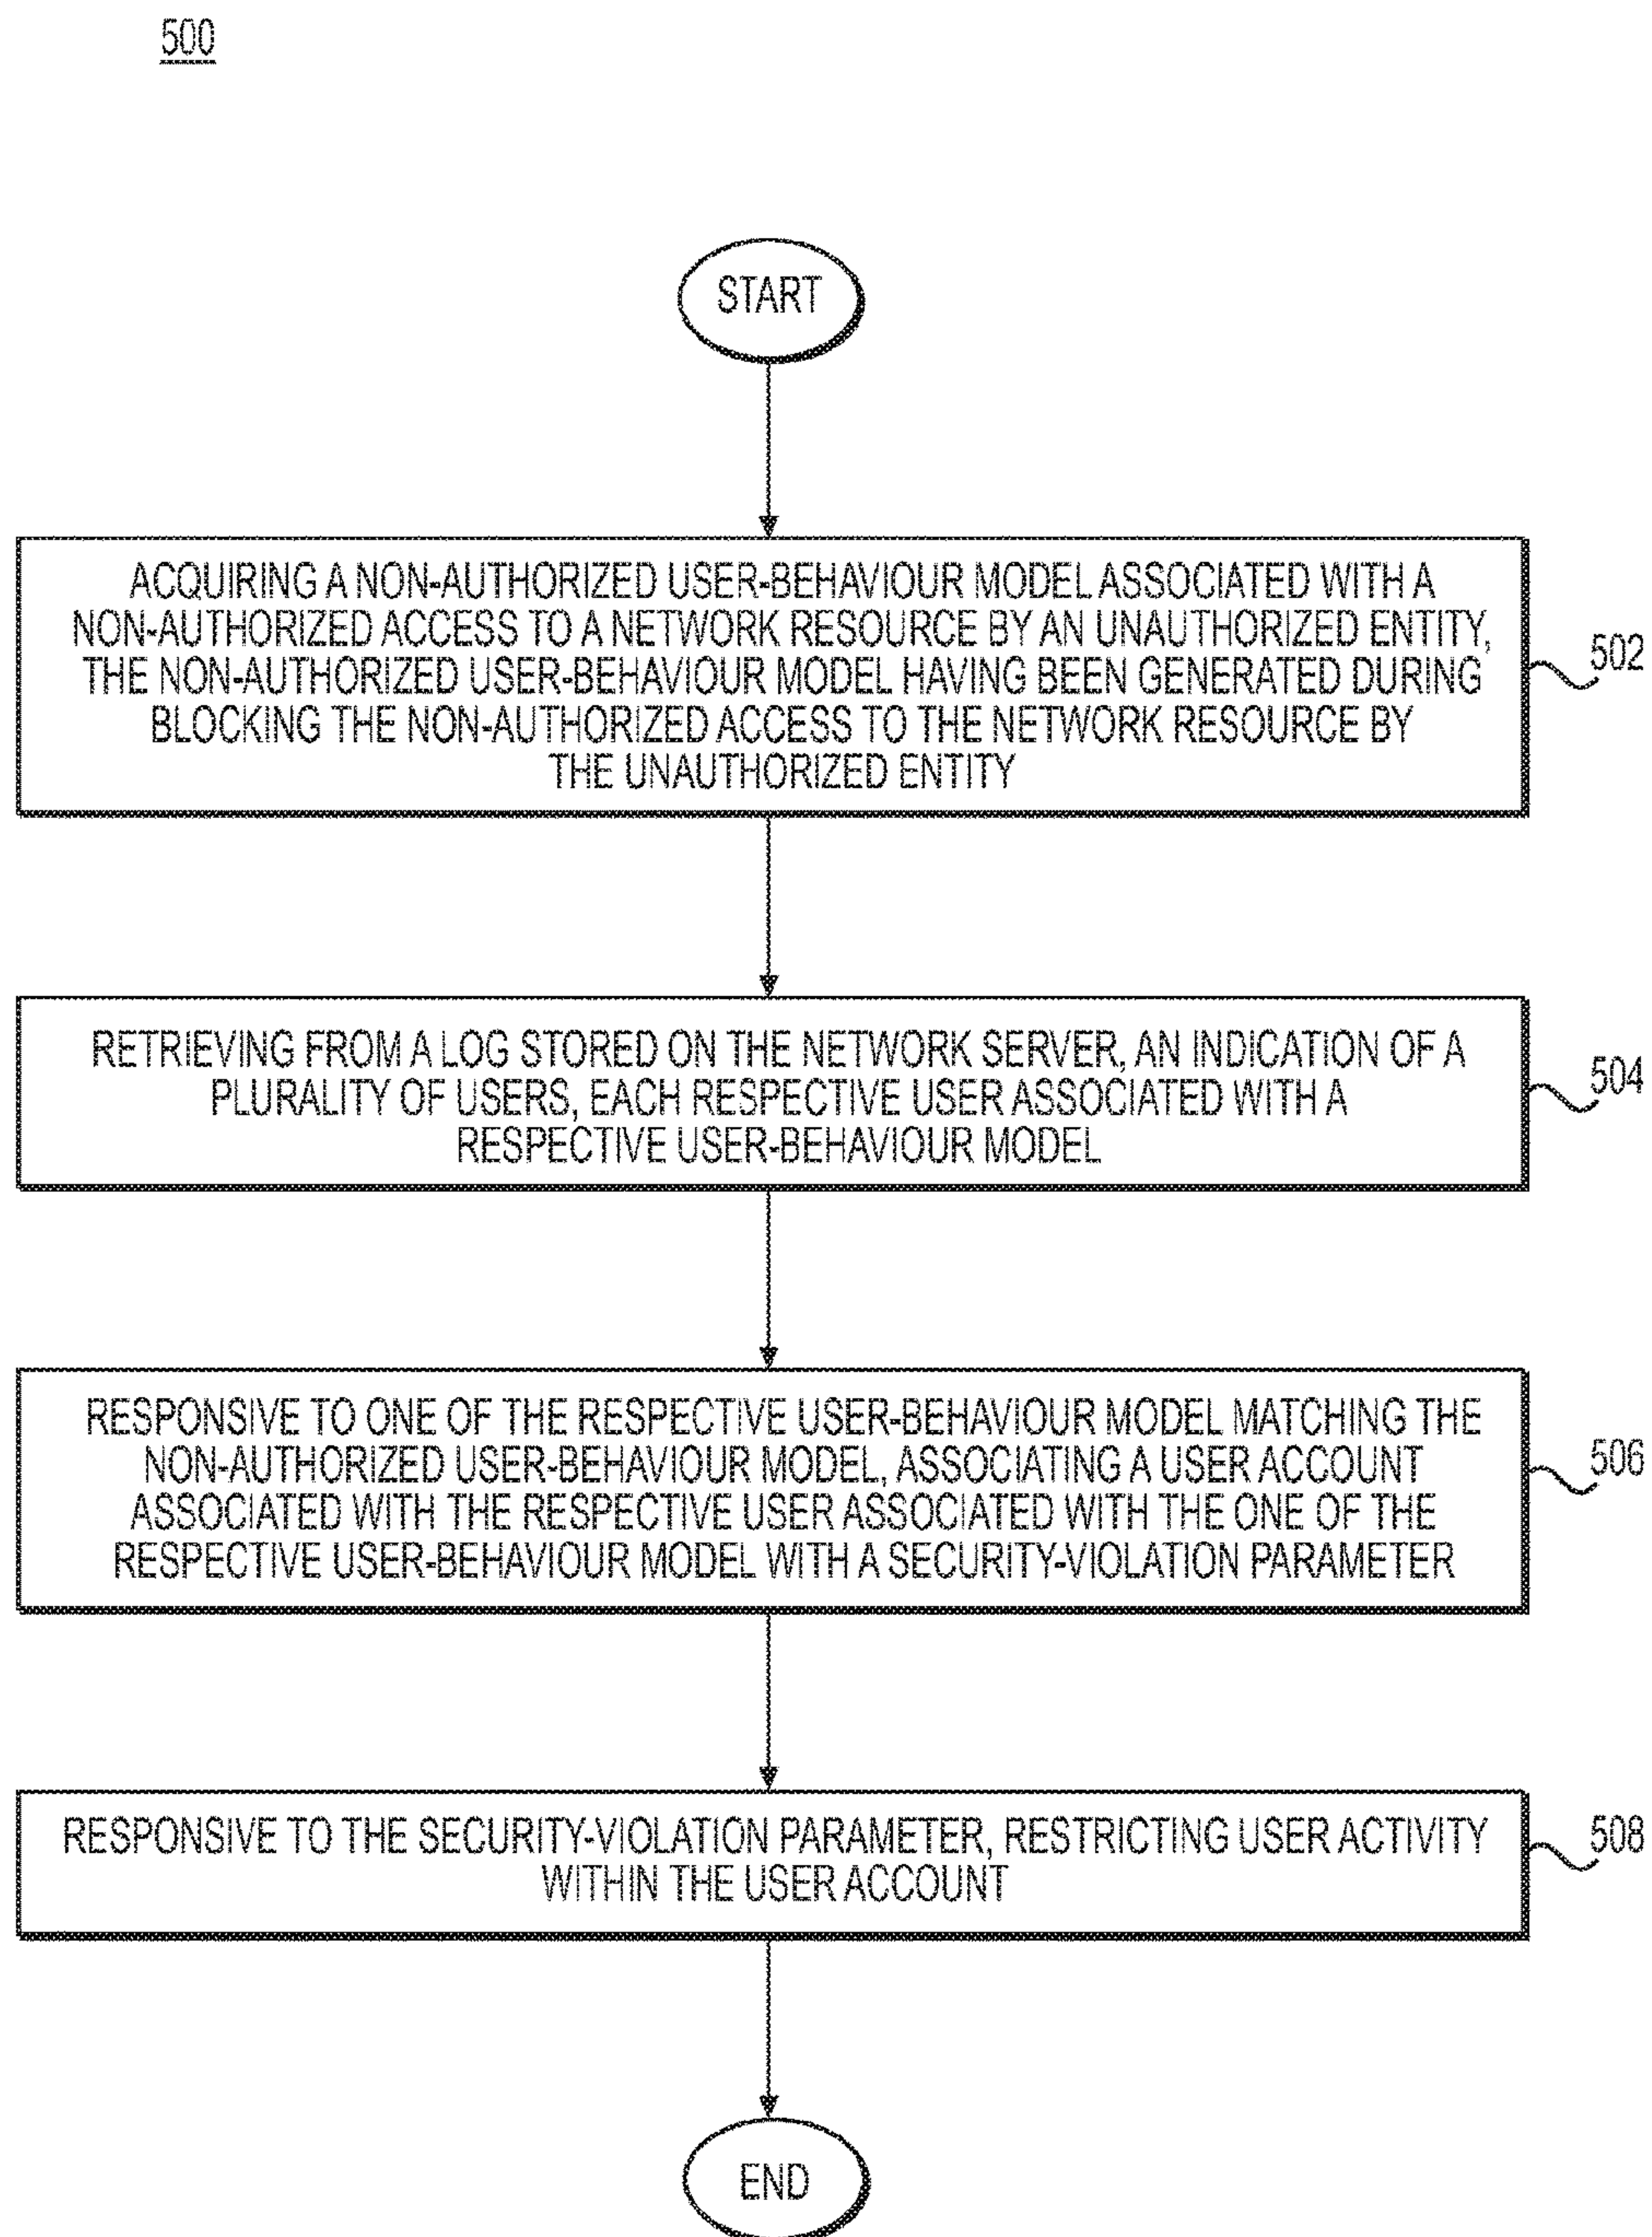 500
START
ACQUIRING A NON-AUTHORIZED USER-BEHAVIOUR MODEL ASSOCIATED WITH A
NON-AUTHORIZED ACCESS TO A NETWORK RESOURCE BY AN UNAUTHORIZED ENTITY,
THE NON-AUTHORIZED USER-BEHAVIOUR MODEL HAVING BEEN GENERATED DURING
BLOCKING THE NON-AUTHORIZED ACCESS TO THE NETWORK RESOURCE BY
THE UNAUTHORIZED ENTITY
502
RETRIEVING FROM A LOG STORED ON THE NETWORK SERVER, AN INDICATION OF A
PLURALITY OF USERS, EACH RESPECTIVE USER ASSOCIATED WITH A
RESPECTIVE USER-BEHAVIOUR MODEL
504
RESPONSIVE TO ONE OF THE RESPECTIVE USER-BEHAVIOUR MODEL MATCHING THE
NON-AUTHORIZED USER-BEHAVIOUR MODEL, ASSOCIATING A USER ACCOUNT
ASSOCIATED WITH THE RESPECTIVE USER ASSOCIATED WITH THE ONE OF THE
RESPECTIVE USER-BEHAVIOUR MODEL WITH A SECURITY-VIOLATION PARAMETER
506
RESPONSIVE TO THE SECURITY-VIOLATION PARAMETER, RESTRICTING USER ACTIVITY
WITHIN THE USER ACCOUNT
508
END